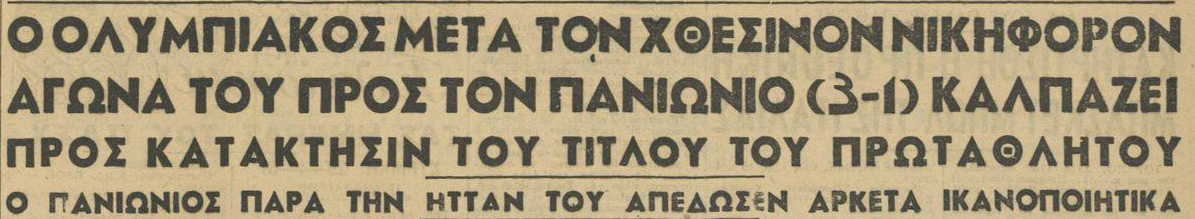 Ο ΟΛΥΜΠΙΑΚΟΣ ΜΕΤΑ ΤΟΝ ΧΘΕΣΙΝΟΝ ΝΙΚΗΦΟΡΟΝ
ΑΓΩΝΑ ΤΟΥ ΠΡΟΣ ΤΟΝ ΠΑΝΙΩΝΙΟ (3-1) ΚΑΛΠΑΖΕΙ
ΠΡΟΣ ΚΑΤΑΚΤΗΣΙΝ ΤΟΥ ΤΙΤΛΟΥ ΤΟΥ ΠΡΩΤΑΘΛΗΤΟΥ
Ο ΠΑΝΙΩΝΙΟΣ ΠΑΡΑ ΤΗΝ ΗΤΤΑΝ ΤΟΥ ΑΠΕΔΩΣΕΝ ΑΡΚΕΤΑ ΙΚΑΝΟΠΟΙΗΤΙΚΑ